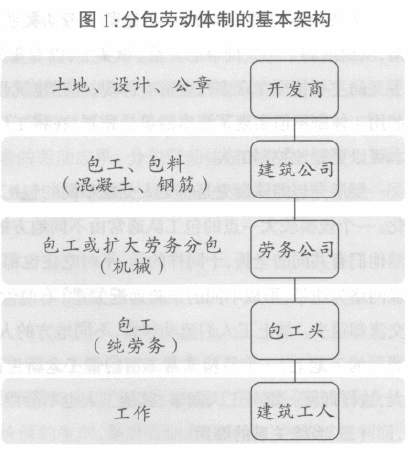 图1:分包劳动体制的基本架构
土地、设计、公章 开发商
包工、包料 建筑公司
(混凝土、钢筋)
包工或扩大劳务分包 劳务公司
(机械)
包工 包工头
(纯劳务)
工作 建筑工人